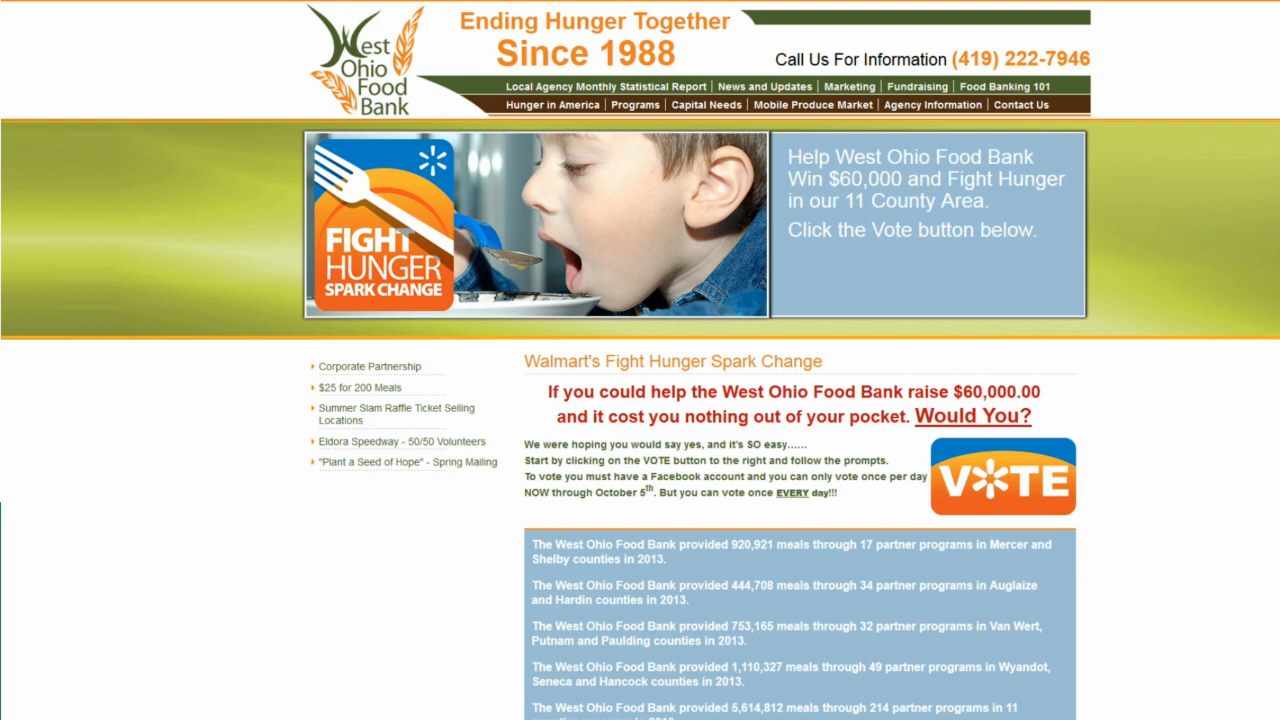 West
Ohio
Food
Bank
Ending Hunger Together
Since 1988
Call Us For Information (419) 222-7946
Local Agency Monthly Statistical Report | News and Updates | Marketing | Fundraising | Food Banking 101
Hunger in America | Programs | Capital Needs | Mobile Produce Market | Agency Information | Contact Us
FIGHT
HUNGER
SPARK CHANGE
Help West Ohio Food Bank
Win $60,000 and Fight Hunger
in our 11 County Area.
Click the Vote button below.
Corporate Partnership
$25 for 200 Meals
Summer Slam Raffle Ticket Selling
Locations
Eldora Speedway - 50/50 Volunteers
"Plant a Seed of Hope" - Spring Mailing
Walmart's Fight Hunger Spark Change
If you could help the West Ohio Food Bank raise $60,000.00
and it cost you nothing out of your pocket. Would You?
We were hoping you would say yes, and it's SO easy......
Start by clicking on the VOTE button to the right and follow the prompts.
To vote you must have a Facebook account and you can only vote once per day
NOW through October 5th. But you can vote once EVERY day!!!
VOTE
The West Ohio Food Bank provided 920,921 meals through 17 partner programs in Mercer and
Shelby counties in 2013.
The West Ohio Food Bank provided 444,708 meals through 34 partner programs in Auglaize
and Hardin counties in 2013.
The West Ohio Food Bank provided 753,165 meals through 32 partner programs in Van Wert,
Putnam and Paulding counties in 2013.
The West Ohio Food Bank provided 1,110,327 meals through 49 partner programs in Wyandot,
Seneca and Hancock counties in 2013.
The West Ohio Food Bank provided 5,614,812 meals through 214 partner programs in 11